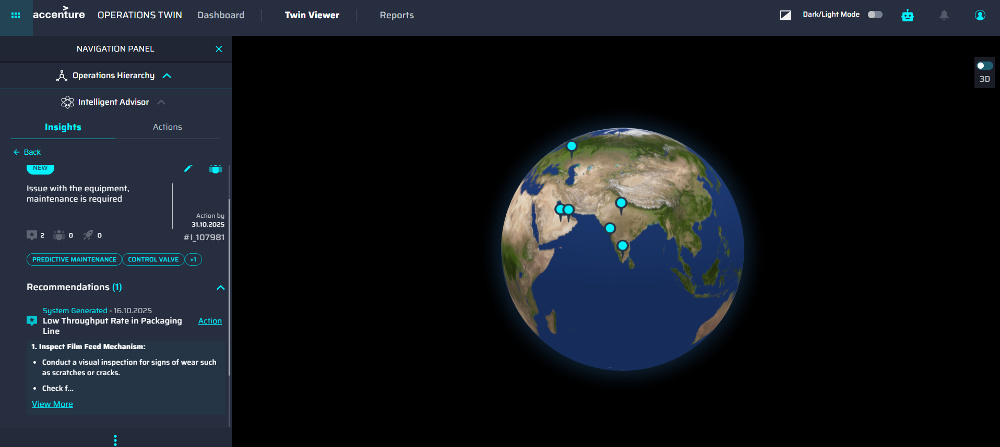 accenture
OPERATIONS TWIN
Dashboard
Twin Viewer
Reports
Dark/Light Mode
NAVIGATION PANEL
Operations Hierarchy
Intelligent Advisor
Insights
Actions
Back
NEW
Issue with the equipment,
maintenance is required
Action by
31.10.2025
2
0
0
#I_107981
PREDICTIVE MAINTENANCE
CONTROL VALVE
+1
Recommendations (1)
System Generated - 16.10.2025
Low Throughput Rate in Packaging
Line
Action
1. Inspect Film Feed Mechanism:
• Conduct a visual inspection for signs of wear such
as scratches or cracks.
• Check f...
View More
3D